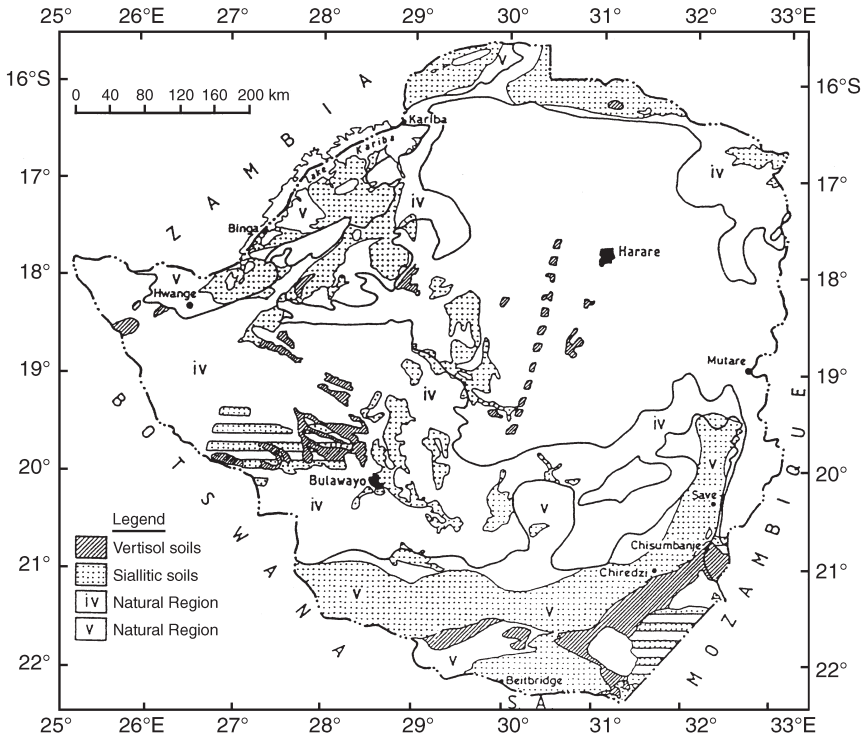 25° 26°E 27° 28° 29° 30° 31° 32° 33°E
16°S 16°S
0 40 80 120 160 200 km
ZAMBIA
Kariba
Lake Kariba
v
17° 17°
iv
v
iv
Binga
Harare
18° 18°
v
Hwange
19° 19°
iv
iv
Mutare
iv
BOTSWANA
20° 20°
v
Bulawayo
iv
v
Save
Legend
Vertisol soils
Siallitic soils
iv Natural Region
v Natural Region
Chisumbanje
21° 21°
Chiredzi
v
v
MOZAMBIQUE
22° 22°
v
Beitbridge
S A
25° 26°E 27° 28° 29° 30° 31° 32° 33°E